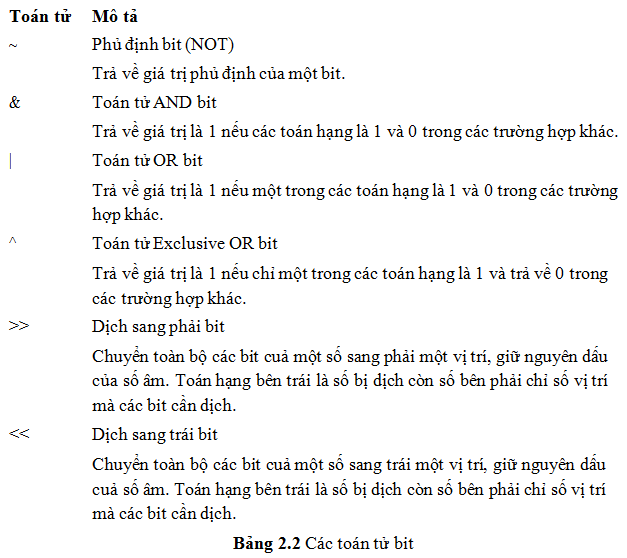 Toán tử Mô tả
~ Phủ định bit (NOT)
Trả về giá trị phủ định của một bit.
& Toán tử AND bit
Trả về giá trị là 1 nếu các toán hạng là 1 và 0 trong các trường hợp khác.
| Toán tử OR bit
Trả về giá trị là 1 nếu một trong các toán hạng là 1 và 0 trong các trường
hợp khác.
^ Toán tử Exclusive OR bit
Trả về giá trị là 1 nếu chỉ một trong các toán hạng là 1 và trả về 0 trong
các trường hợp khác.
>> Dịch sang phải bit
Chuyển toàn bộ các bit cuả một số sang phải một vị trí, giữ nguyên dấu
của số âm. Toán hạng bên trái là số bị dịch còn số bên phải chỉ số vị trí
mà các bit cần dịch.
<< Dịch sang trái bit
Chuyển toàn bộ các bit cuả một số sang trái một vị trí, giữ nguyên dấu
cuả số âm. Toán hạng bên trái là số bị dịch còn số bên phải chỉ số vị trí
mà các bit cần dịch.
Bảng 2.2 Các toán tử bit